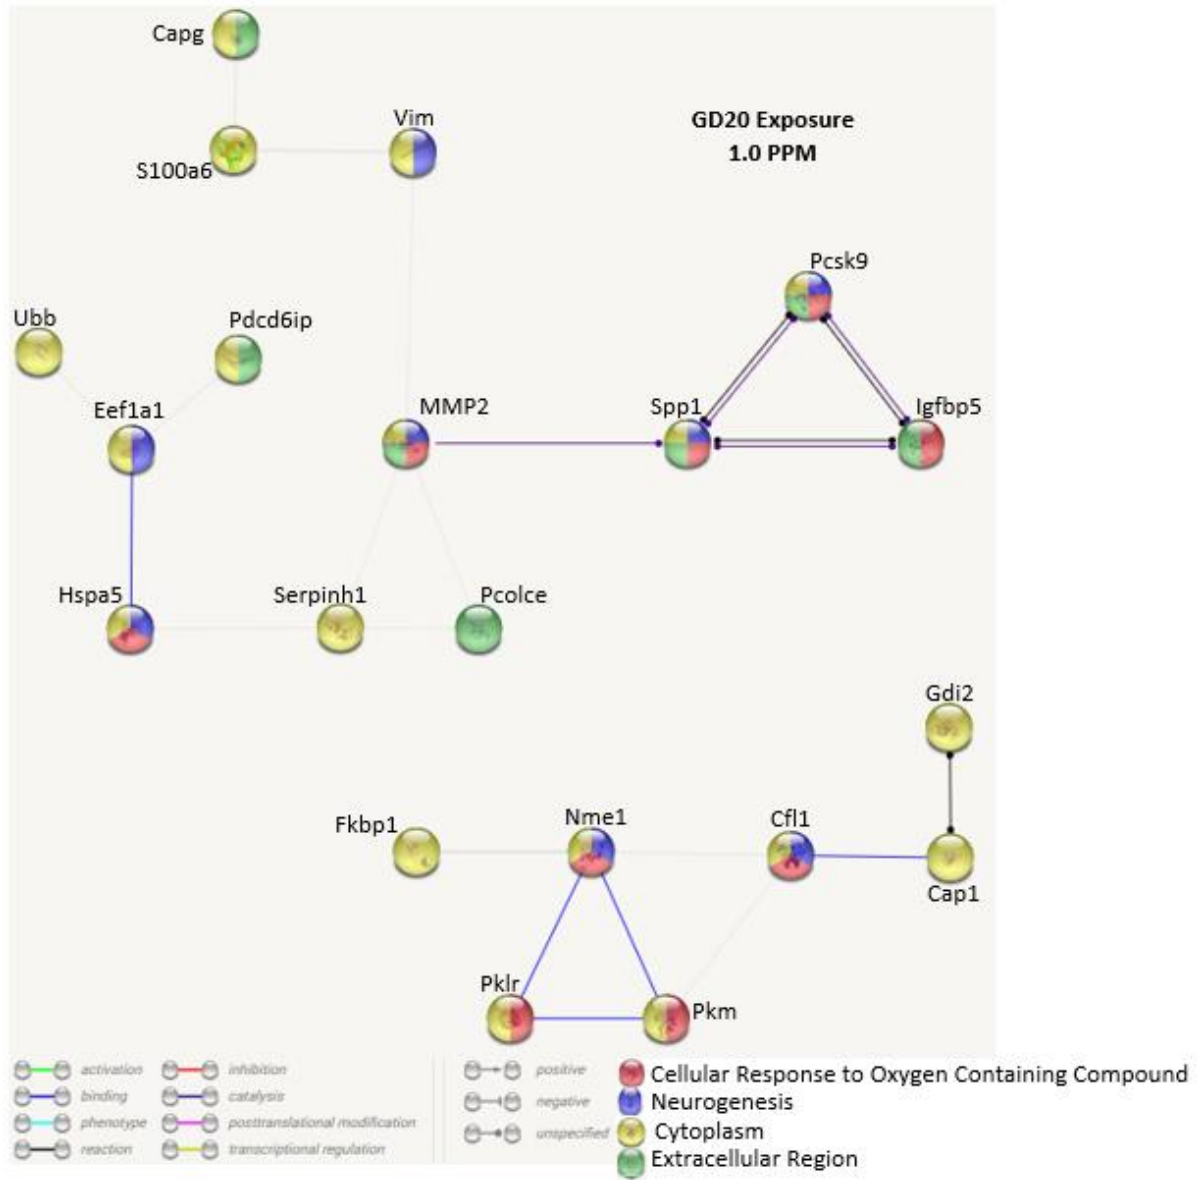 Capg
Vim
GD20 Exposure
1.0 PPM
S100a6
Pcsk9
Ubb
Pdcd6ip
Eef1a1
MMP2
Spp1
Igfbp5
Hspa5
Serpinh1
Pcolce
Gdi2
Fkbp1
Nme1
Cfl1
Cap1
Pklr
Pkm
activation
inhibition
positive
Cellular Response to Oxygen Containing Compound
binding
catalysis
negative
Neurogenesis
phenotype
posttranslational modification
unspecified
Cytoplasm
reaction
transcriptional regulation
Extracellular Region